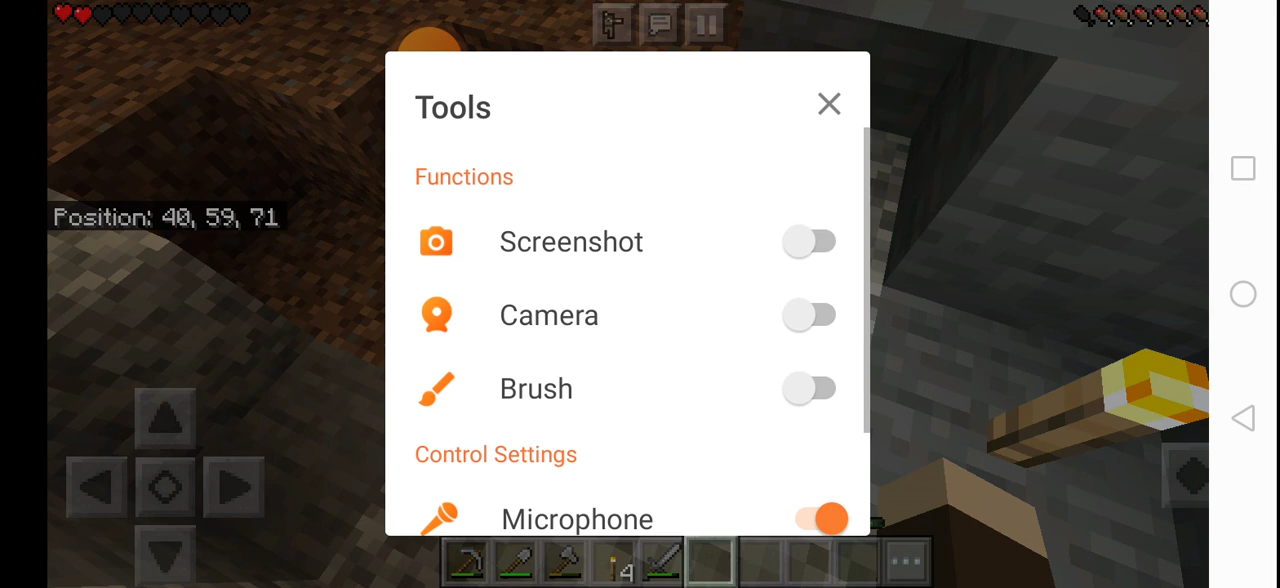 Tools
Functions
Position: 40, 59, 71
Screenshot
Camera
Brush
Control Settings
Microphone
4